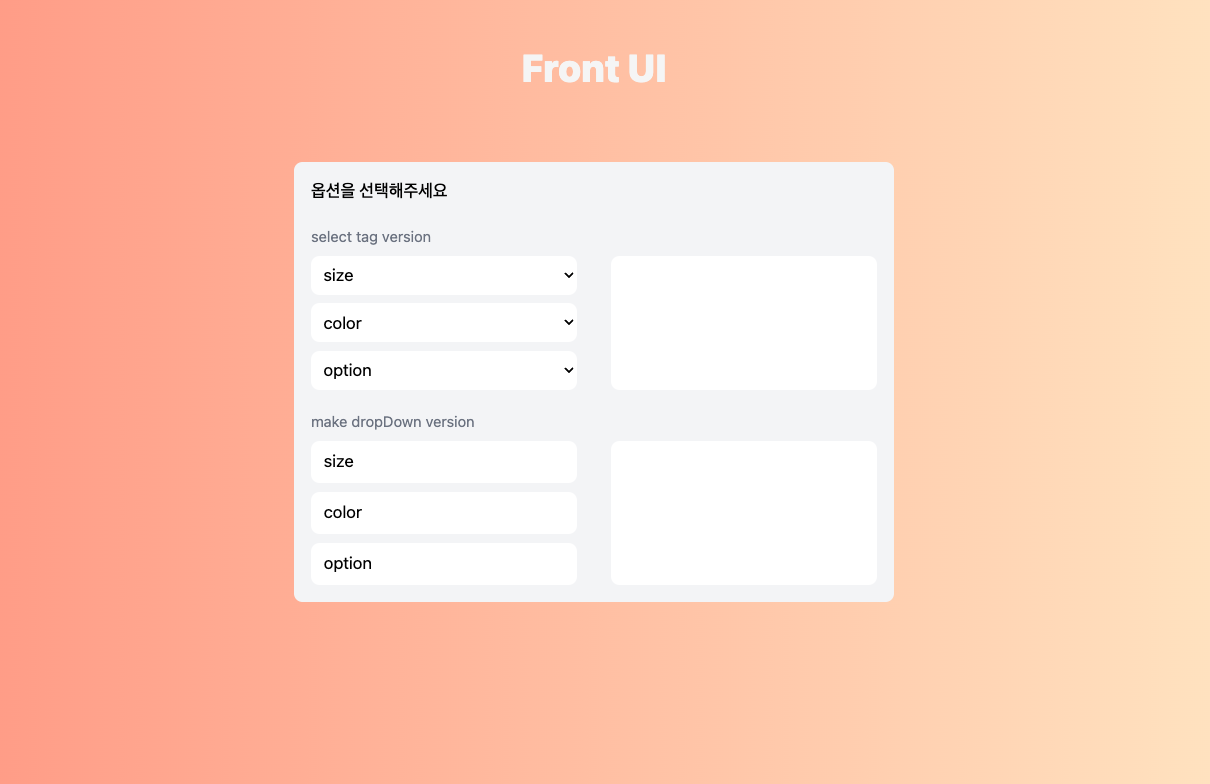 Front UI
옵션을 선택해주세요
select tag version
size
color
option
make dropDown version
size
color
option